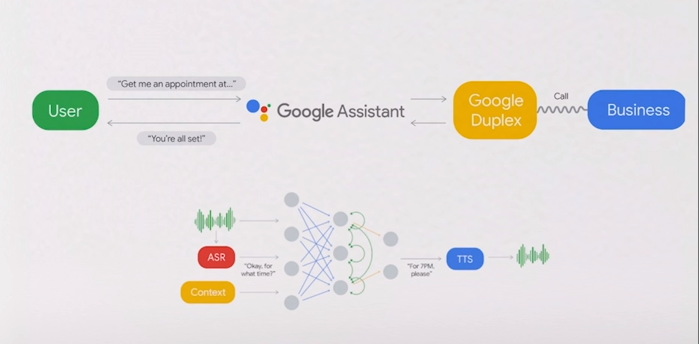 "Get me an appointment at..."
User
Google Assistant
"You're all set!"
Google
Duplex
Call
Business
ASR
"Okay, for
what time?"
Context
"For 7PM,
please"
TTS